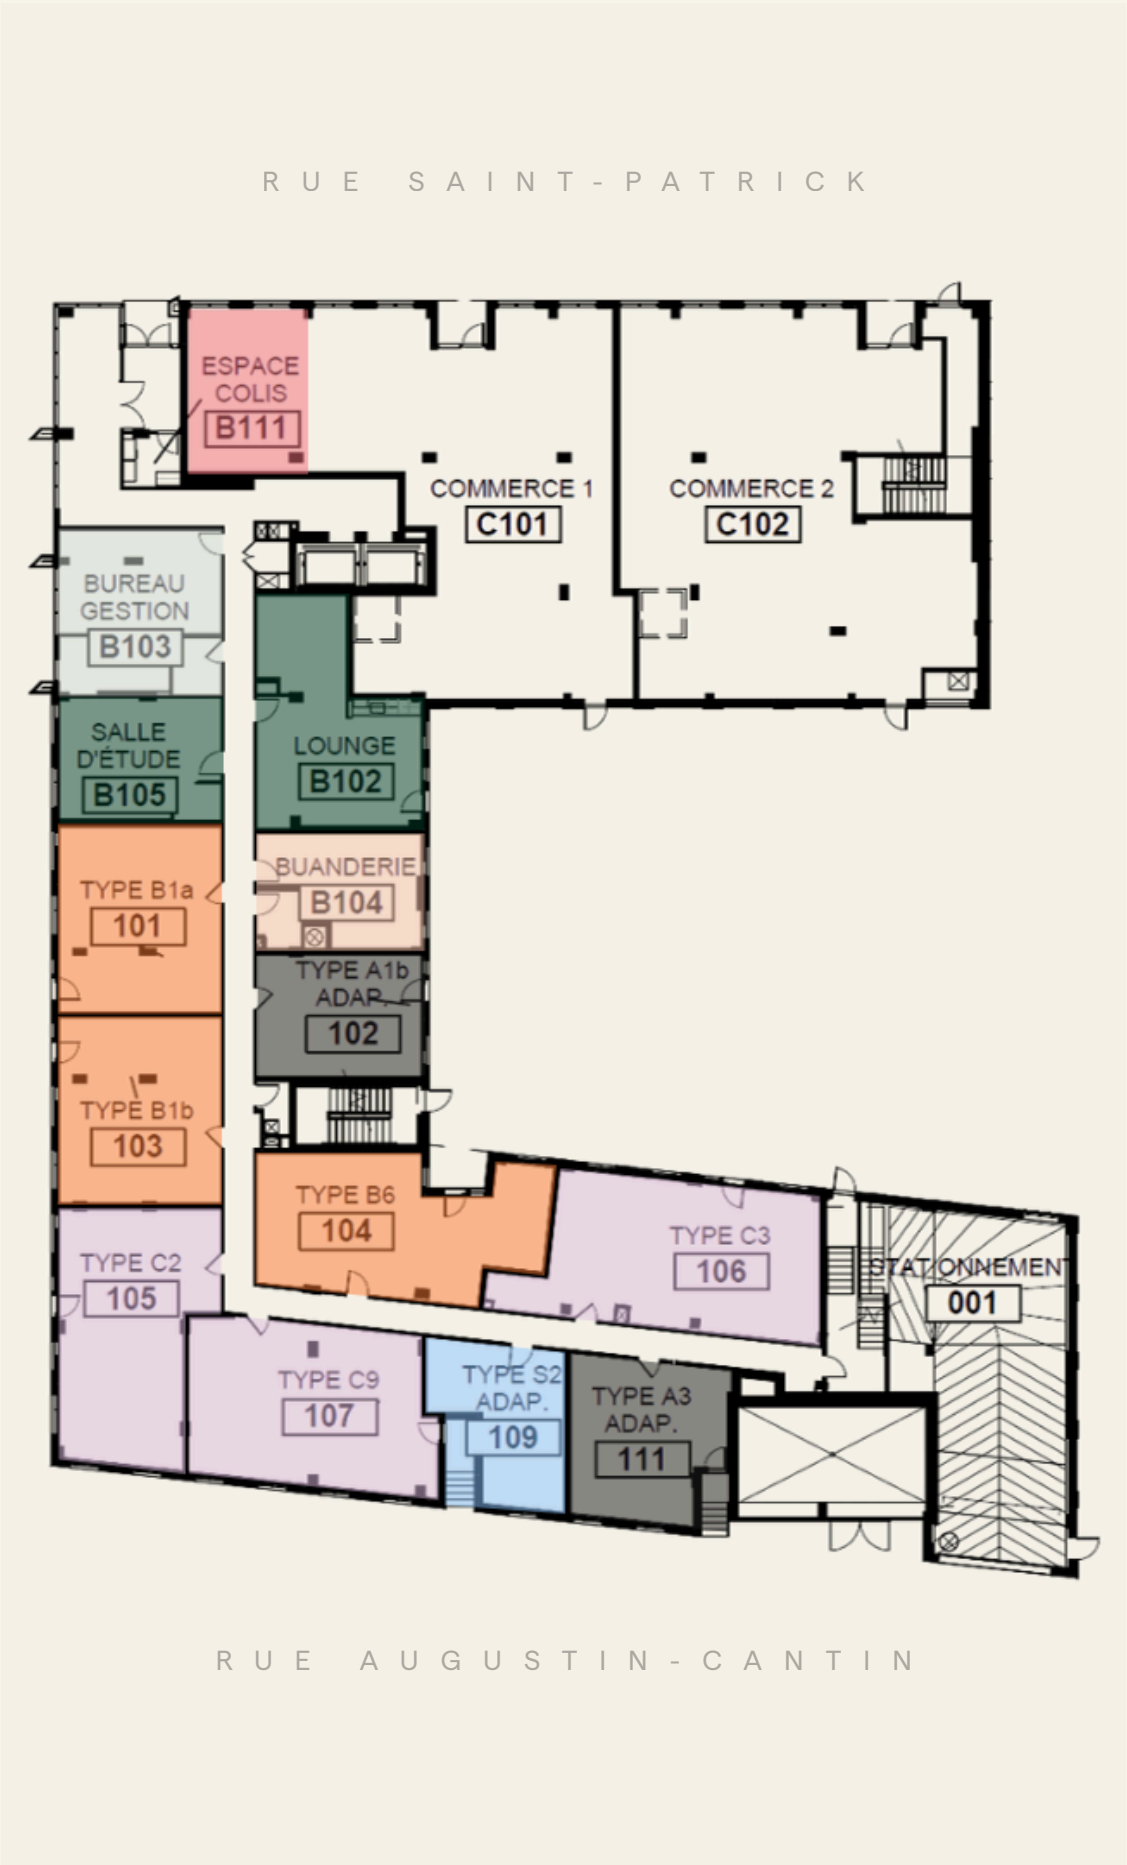 RUE SAINT-PATRICK
ESPACE
COLIS
B111
COMMERCE 1
C101
COMMERCE 2
C102
BUREAU
GESTION
B103
SALLE
D'ÉTUDE
B105
LOUNGE
B102
TYPE B1a
101
BUANDERIE
B104
TYPE A1b
ADAP.
102
TYPE B1b
103
TYPE B6
104
TYPE C3
106
TYPE C2
105
STATIONNEMENT
001
TYPE C9
107
TYPE S2
ADAP.
109
TYPE A3
ADAP.
111
RUE AUGUSTIN-CANTIN